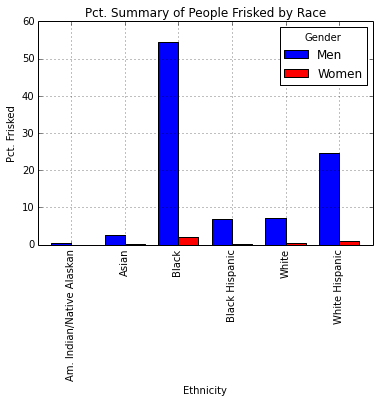 Pct. Summary of People Frisked by Race
Pct. Frisked
60
50
40
30
20
10
0
Gender
Men
Women
Am. Indian/Native Alaskan
Asian
Black
Black Hispanic
White
White Hispanic
Ethnicity